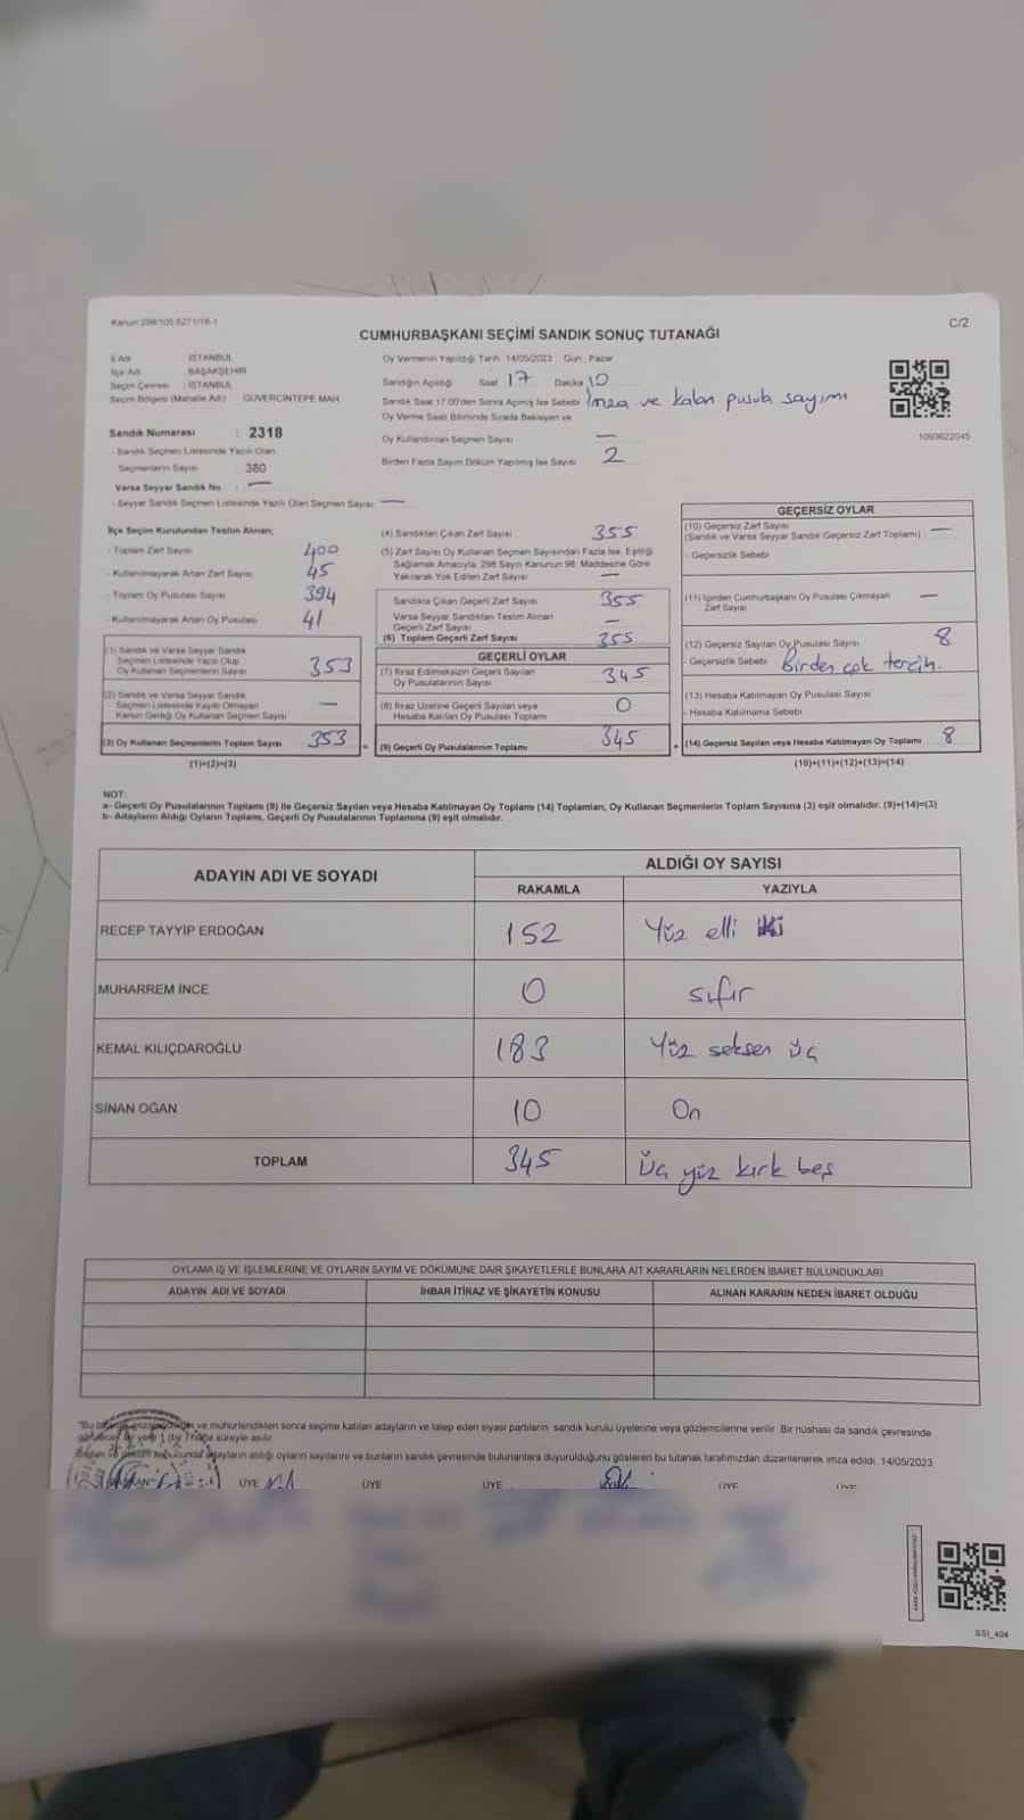 Kanun 298/105 6271/16-1
C/2
CUMHURBAŞKANI SEÇİMİ SANDIK SONUÇ TUTANAĞI
İl Adı : İSTANBUL
İlçe Adı : BAŞAKŞEHİR
Seçim Çevresi : İSTANBUL
Seçim Bölgesi (Mahalle Adı) : GÜVERCİNTEPE MAH.
Oy Vermenin Yapıldığı Tarih : 14/05/2023 Gün : Pazar
Sandığın Açılışı Saat 17 Dakika 10
Sandık Saat 17:00'den Sonra Açılmış İse Sebebi İmza ve kalan pusula sayımı
Oy Verme Saati Bitiminde Sırada Bekleyen ve
Oy Kullandırılan Seçmen Sayısı —
Birden Fazla Sayım Döküm Yapılmış İse Sayısı 2
1093622045
Sandık Numarası : 2318
- Sandık Seçmen Listesinde Yazılı Olan
Seçmenlerin Sayısı 380
Varsa Seyyar Sandık No : —
- Seyyar Sandık Seçmen Listesinde Yazılı Olan Seçmen Sayısı —
İlçe Seçim Kurulundan Teslim Alınan;
- Toplam Zarf Sayısı 400
- Kullanılmayarak Artan Zarf Sayısı 45
- Toplam Oy Pusulası Sayısı 394
- Kullanılmayarak Artan Oy Pusulası 41
(1) Sandık ve Varsa Seyyar Sandık
Seçmen Listesinde Yazılı Olup
Oy Kullanan Seçmenlerin Sayısı 353
(2) Sandık ve Varsa Seyyar Sandık
Seçmen Listesinde Kayıtlı Olmayan
Kanun Gereği Oy Kullanan Seçmen Sayısı —
(3) Oy Kullanan Seçmenlerin Toplam Sayısı 353
(1)+(2)=(3)
(4) Sandıktan Çıkan Zarf Sayısı 355
(5) Zarf Sayısı Oy Kullanan Seçmen Sayısından Fazla İse, Eşitliği
Sağlamak Amacıyla, 298 Sayılı Kanunun 98. Maddesine Göre
Yakılarak Yok Edilen Zarf Sayısı —
Sandıkta Çıkan Geçerli Zarf Sayısı 355
Varsa Seyyar Sandıktan Teslim Alınan
Geçerli Zarf Sayısı —
(6) Toplam Geçerli Zarf Sayısı 355
GEÇERLİ OYLAR
(7) İtiraz Edilmeksizin Geçerli Sayılan
Oy Pusulalarının Sayısı 345
(8) İtiraz Üzerine Geçerli Sayılan veya
Hesaba Katılan Oy Pusulası Toplamı 0
(9) Geçerli Oy Pusulalarının Toplamı 345
GEÇERSİZ OYLAR
(10) Geçersiz Zarf Sayısı
(Sandık ve Varsa Seyyar Sandık Geçersiz Zarf Toplamı) —
- Geçersizlik Sebebi
(11) İçinden Cumhurbaşkanı Oy Pusulası Çıkmayan
Zarf Sayısı —
(12) Geçersiz Sayılan Oy Pusulası Sayısı 8
- Geçersizlik Sebebi Birden çok tercih.
(13) Hesaba Katılmayan Oy Pusulası Sayısı
- Hesaba Katılmama Sebebi
(14) Geçersiz Sayılan veya Hesaba Katılmayan Oy Toplamı 8
(10)+(11)+(12)+(13)=(14)
NOT:
a- Geçerli Oy Pusulalarının Toplamı (9) ile Geçersiz Sayılan veya Hesaba Katılmayan Oy Toplamı (14) Toplamları, Oy Kullanan Seçmenlerin Toplam Sayısına (3) eşit olmalıdır. (9)+(14)=(3)
b- Adayların Aldığı Oyların Toplamı, Geçerli Oy Pusulalarının Toplamına (9) eşit olmalıdır.
ADAYIN ADI VE SOYADI
ALDIĞI OY SAYISI
RAKAMLA YAZIYLA
RECEP TAYYİP ERDOĞAN 152 Yüz elli iki
MUHARREM İNCE 0 sıfır
KEMAL KILIÇDAROĞLU 183 Yüz seksen üç
SİNAN OĞAN 10 On
TOPLAM 345 Üç yüz kırk beş
OYLAMA İŞ VE İŞLEMLERİNE VE OYLARIN SAYIM VE DÖKÜMÜNE DAİR ŞİKAYETLERLE BUNLARA AİT KARARLARIN NELERDEN İBARET BULUNDUKLARI
ADAYIN ADI VE SOYADI İHBAR İTİRAZ VE ŞİKAYETİN KONUSU ALINAN KARARIN NEDEN İBARET OLDUĞU
ve mühürlendikten sonra seçime katılan adayların ve talep eden siyasi partilerin sandık kurulu üyelerine veya gözlemcilerine verilir. Bir nüshası da sandık çevresinde
süreyle asılır.
adayların aldığı oyların sayılarını ve bunların sandık çevresinde bulunanlara duyurulduğunu gösteren bu tutanak tarafımızdan düzenlenerek imza edildi. 14/05/2023
BAŞKAN ÜYE ÜYE ÜYE ÜYE ÜYE
SSI_404